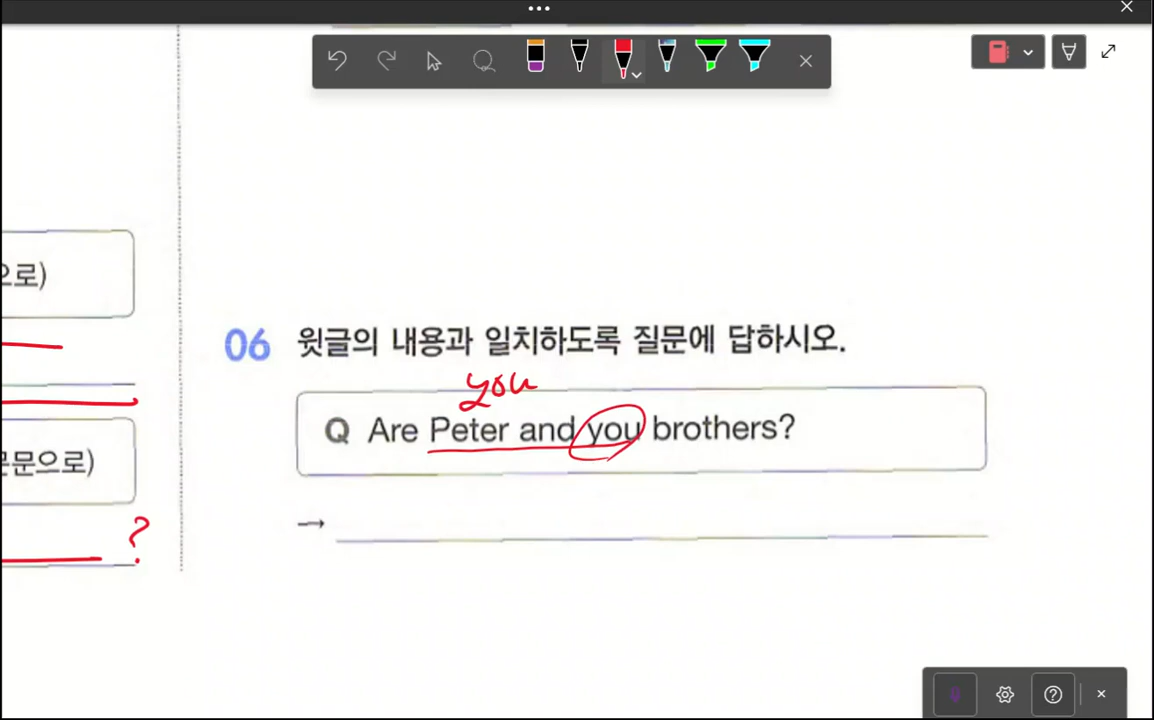 으로)
06 윗글의 내용과 일치하도록 질문에 답하시오.
you
Q Are Peter and you brothers?
문문으로)
→
?